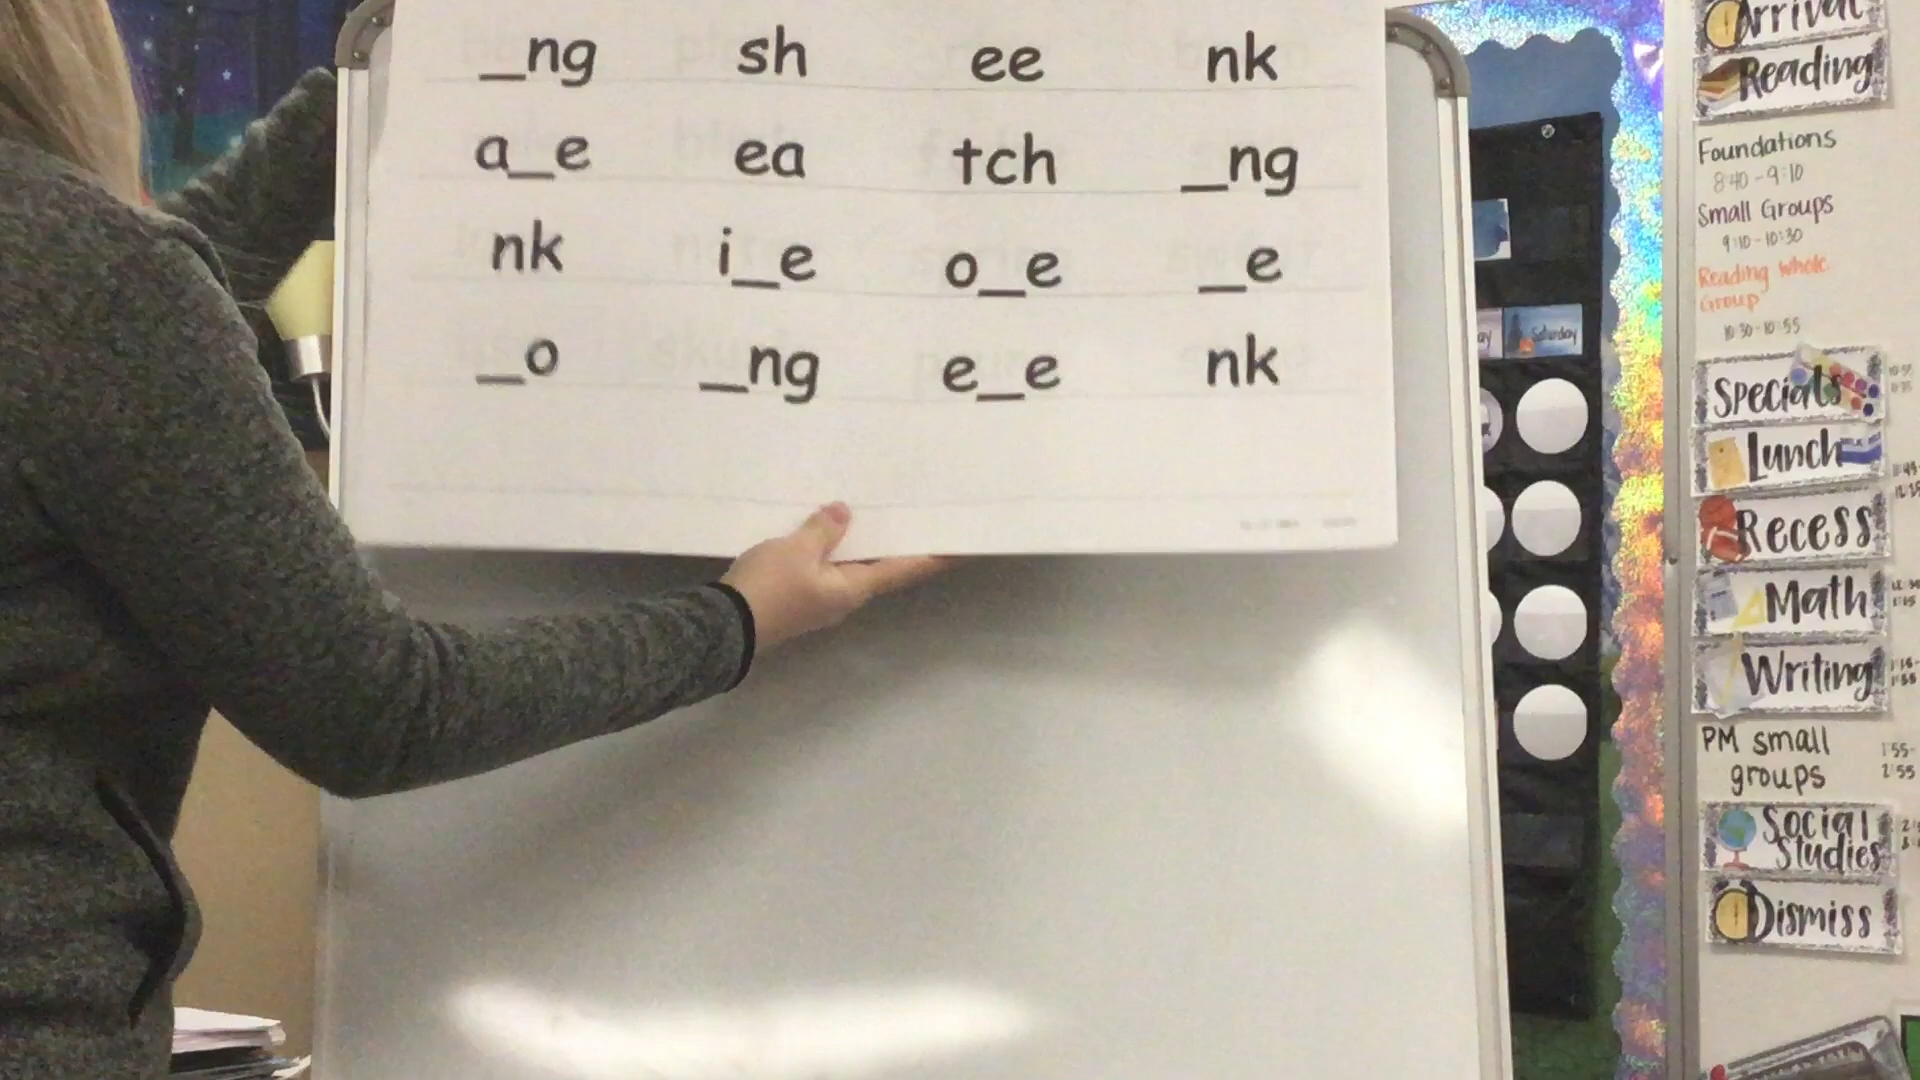 _ng sh ee nk
a_e ea tch _ng
nk i_e o_e _e
_o _ng e_e nk
Saturday
Arrival
Reading
Foundations
8:40-9:10
Small Groups
9:10-10:30
Reading Whole
Group
10:30-10:55
Specials
Lunch
Recess
Math
Writing
PM small
groups
1:55-
2:55
Social
Studies
Dismiss